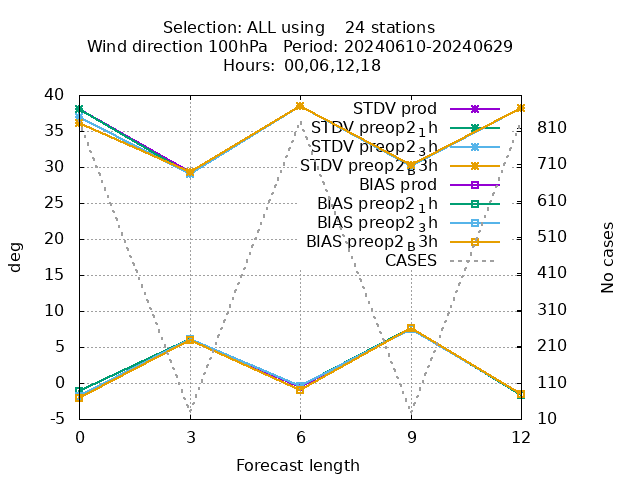 Selection: ALL using    24 stations
Wind direction 100hPa   Period: 20240610-20240629
Hours: 00,06,12,18
40
35
30
25
20
15
10
5
0
-5
deg
STDV prod
STDV preop2_1h
STDV preop2_3h
STDV preop2_B3h
BIAS prod
BIAS preop2_1h
BIAS preop2_3h
BIAS preop2_B3h
CASES
810
710
610
510
410
310
210
110
10
No cases
0 3 6 9 12
Forecast length